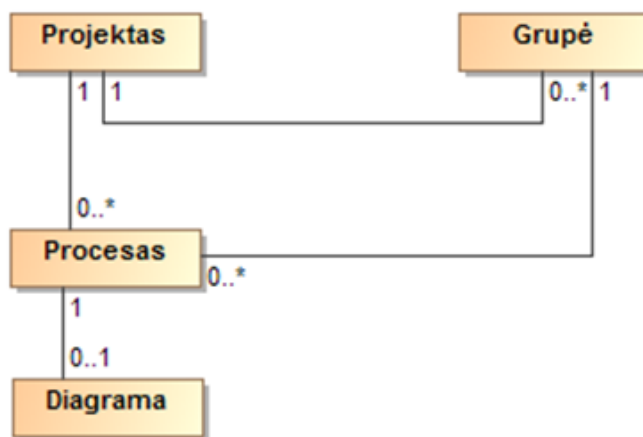 Projektas
Grupė
1
1
0..*
1
0..*
Procesas
0..*
1
0..1
Diagrama